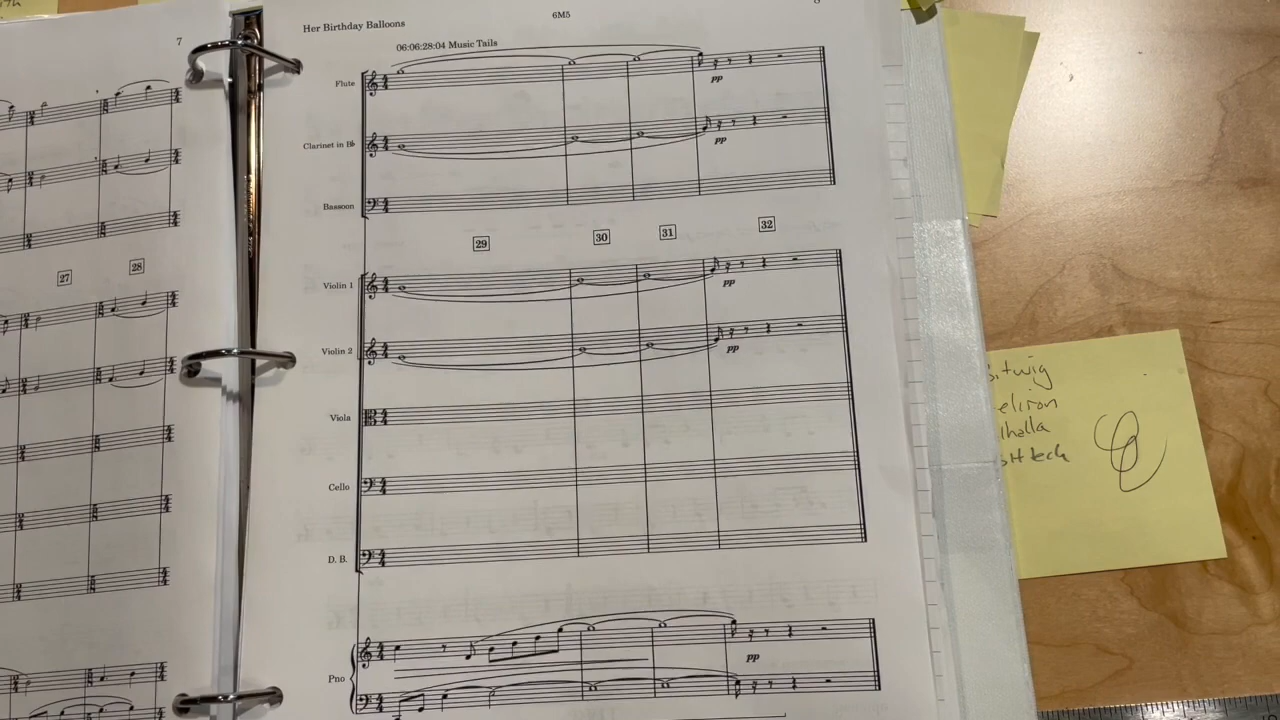 7
Her Birthday Balloons
6M5
06:06:28:04 Music Tails
Flute
pp
Clarinet in B♭
pp
Bassoon
27
28
29
30
31
32
Violin 1
pp
Violin 2
pp
Viola
Cello
D. B.
Pno
pp